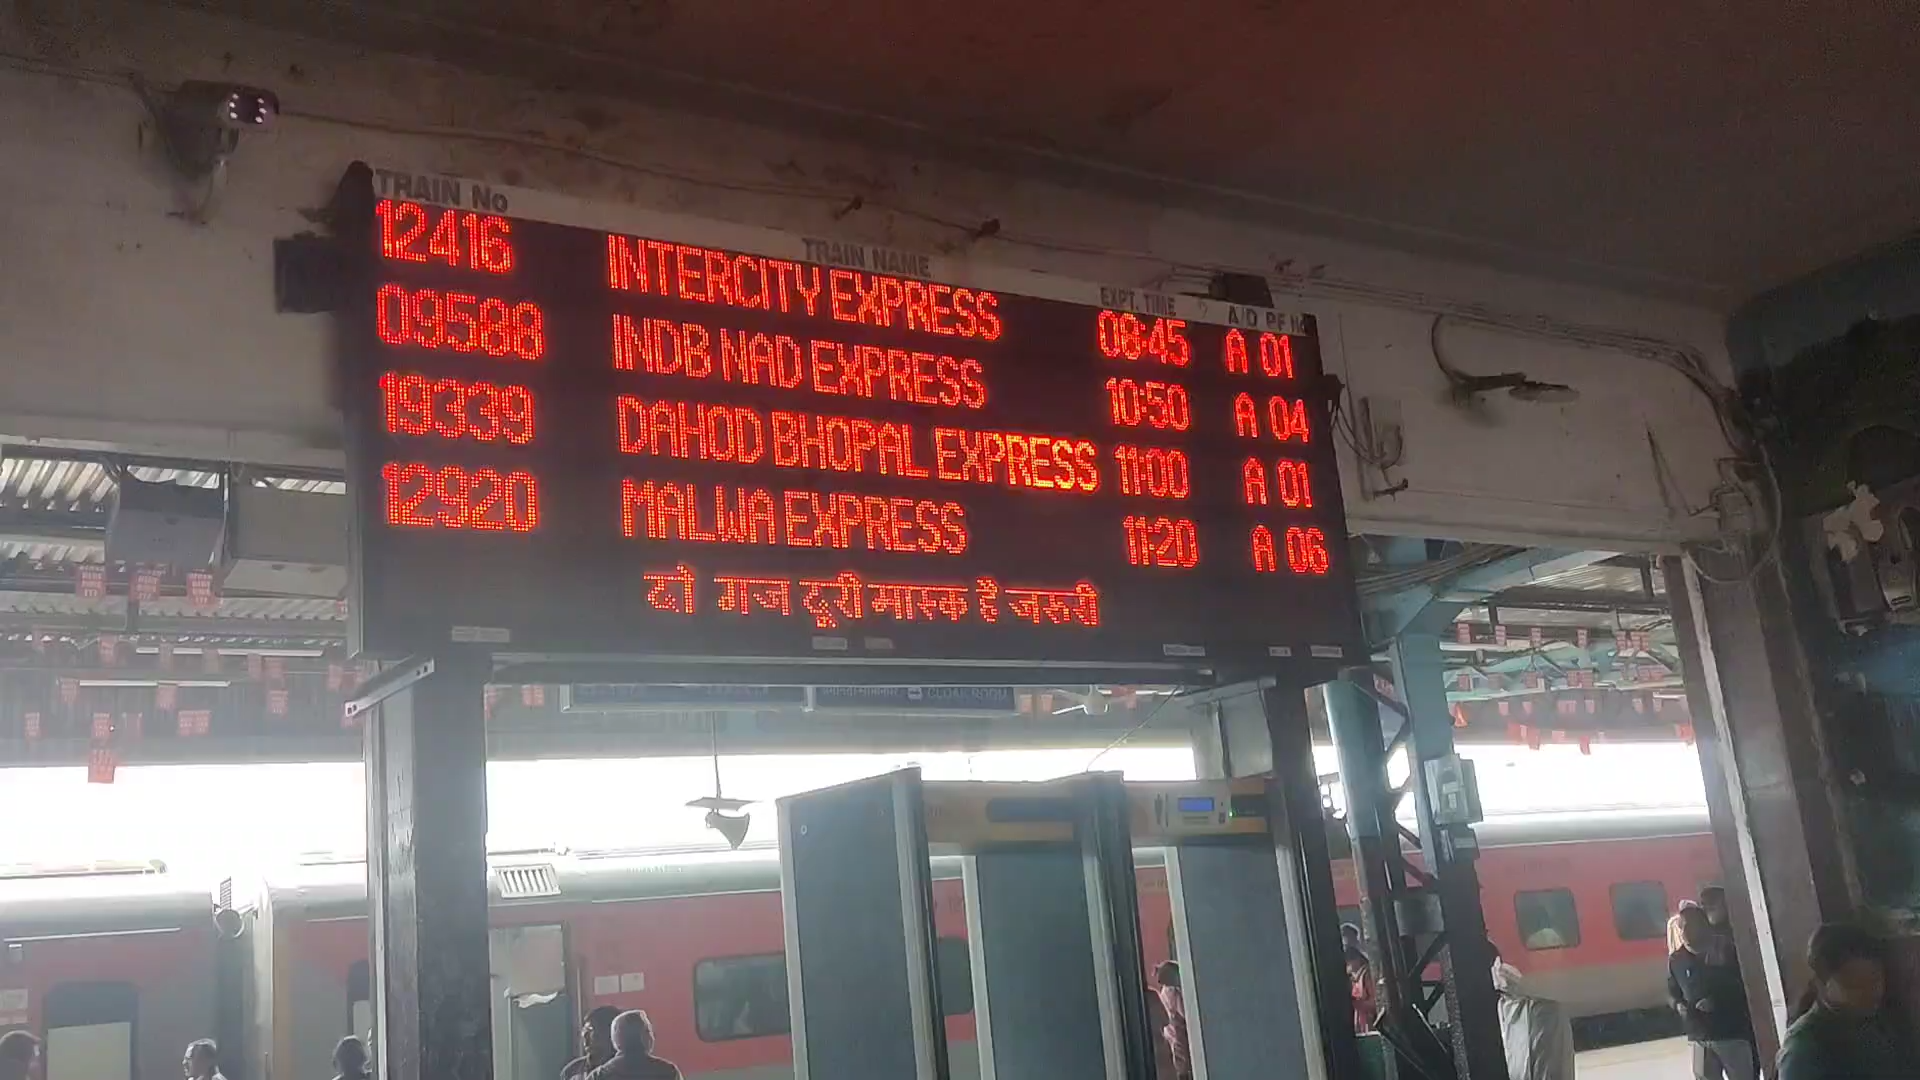 TRAIN No TRAIN NAME EXPT. TIME A/D PF No
12416 INTERCITY EXPRESS 08:45 A 01
09588 INDB NAD EXPRESS 10:50 A 04
19339 DAHOD BHOPAL EXPRESS 11:00 A 01
12920 MALWA EXPRESS 11:20 A 06
दो गज दूरी मास्क है जरूरी
CLOAK ROOM